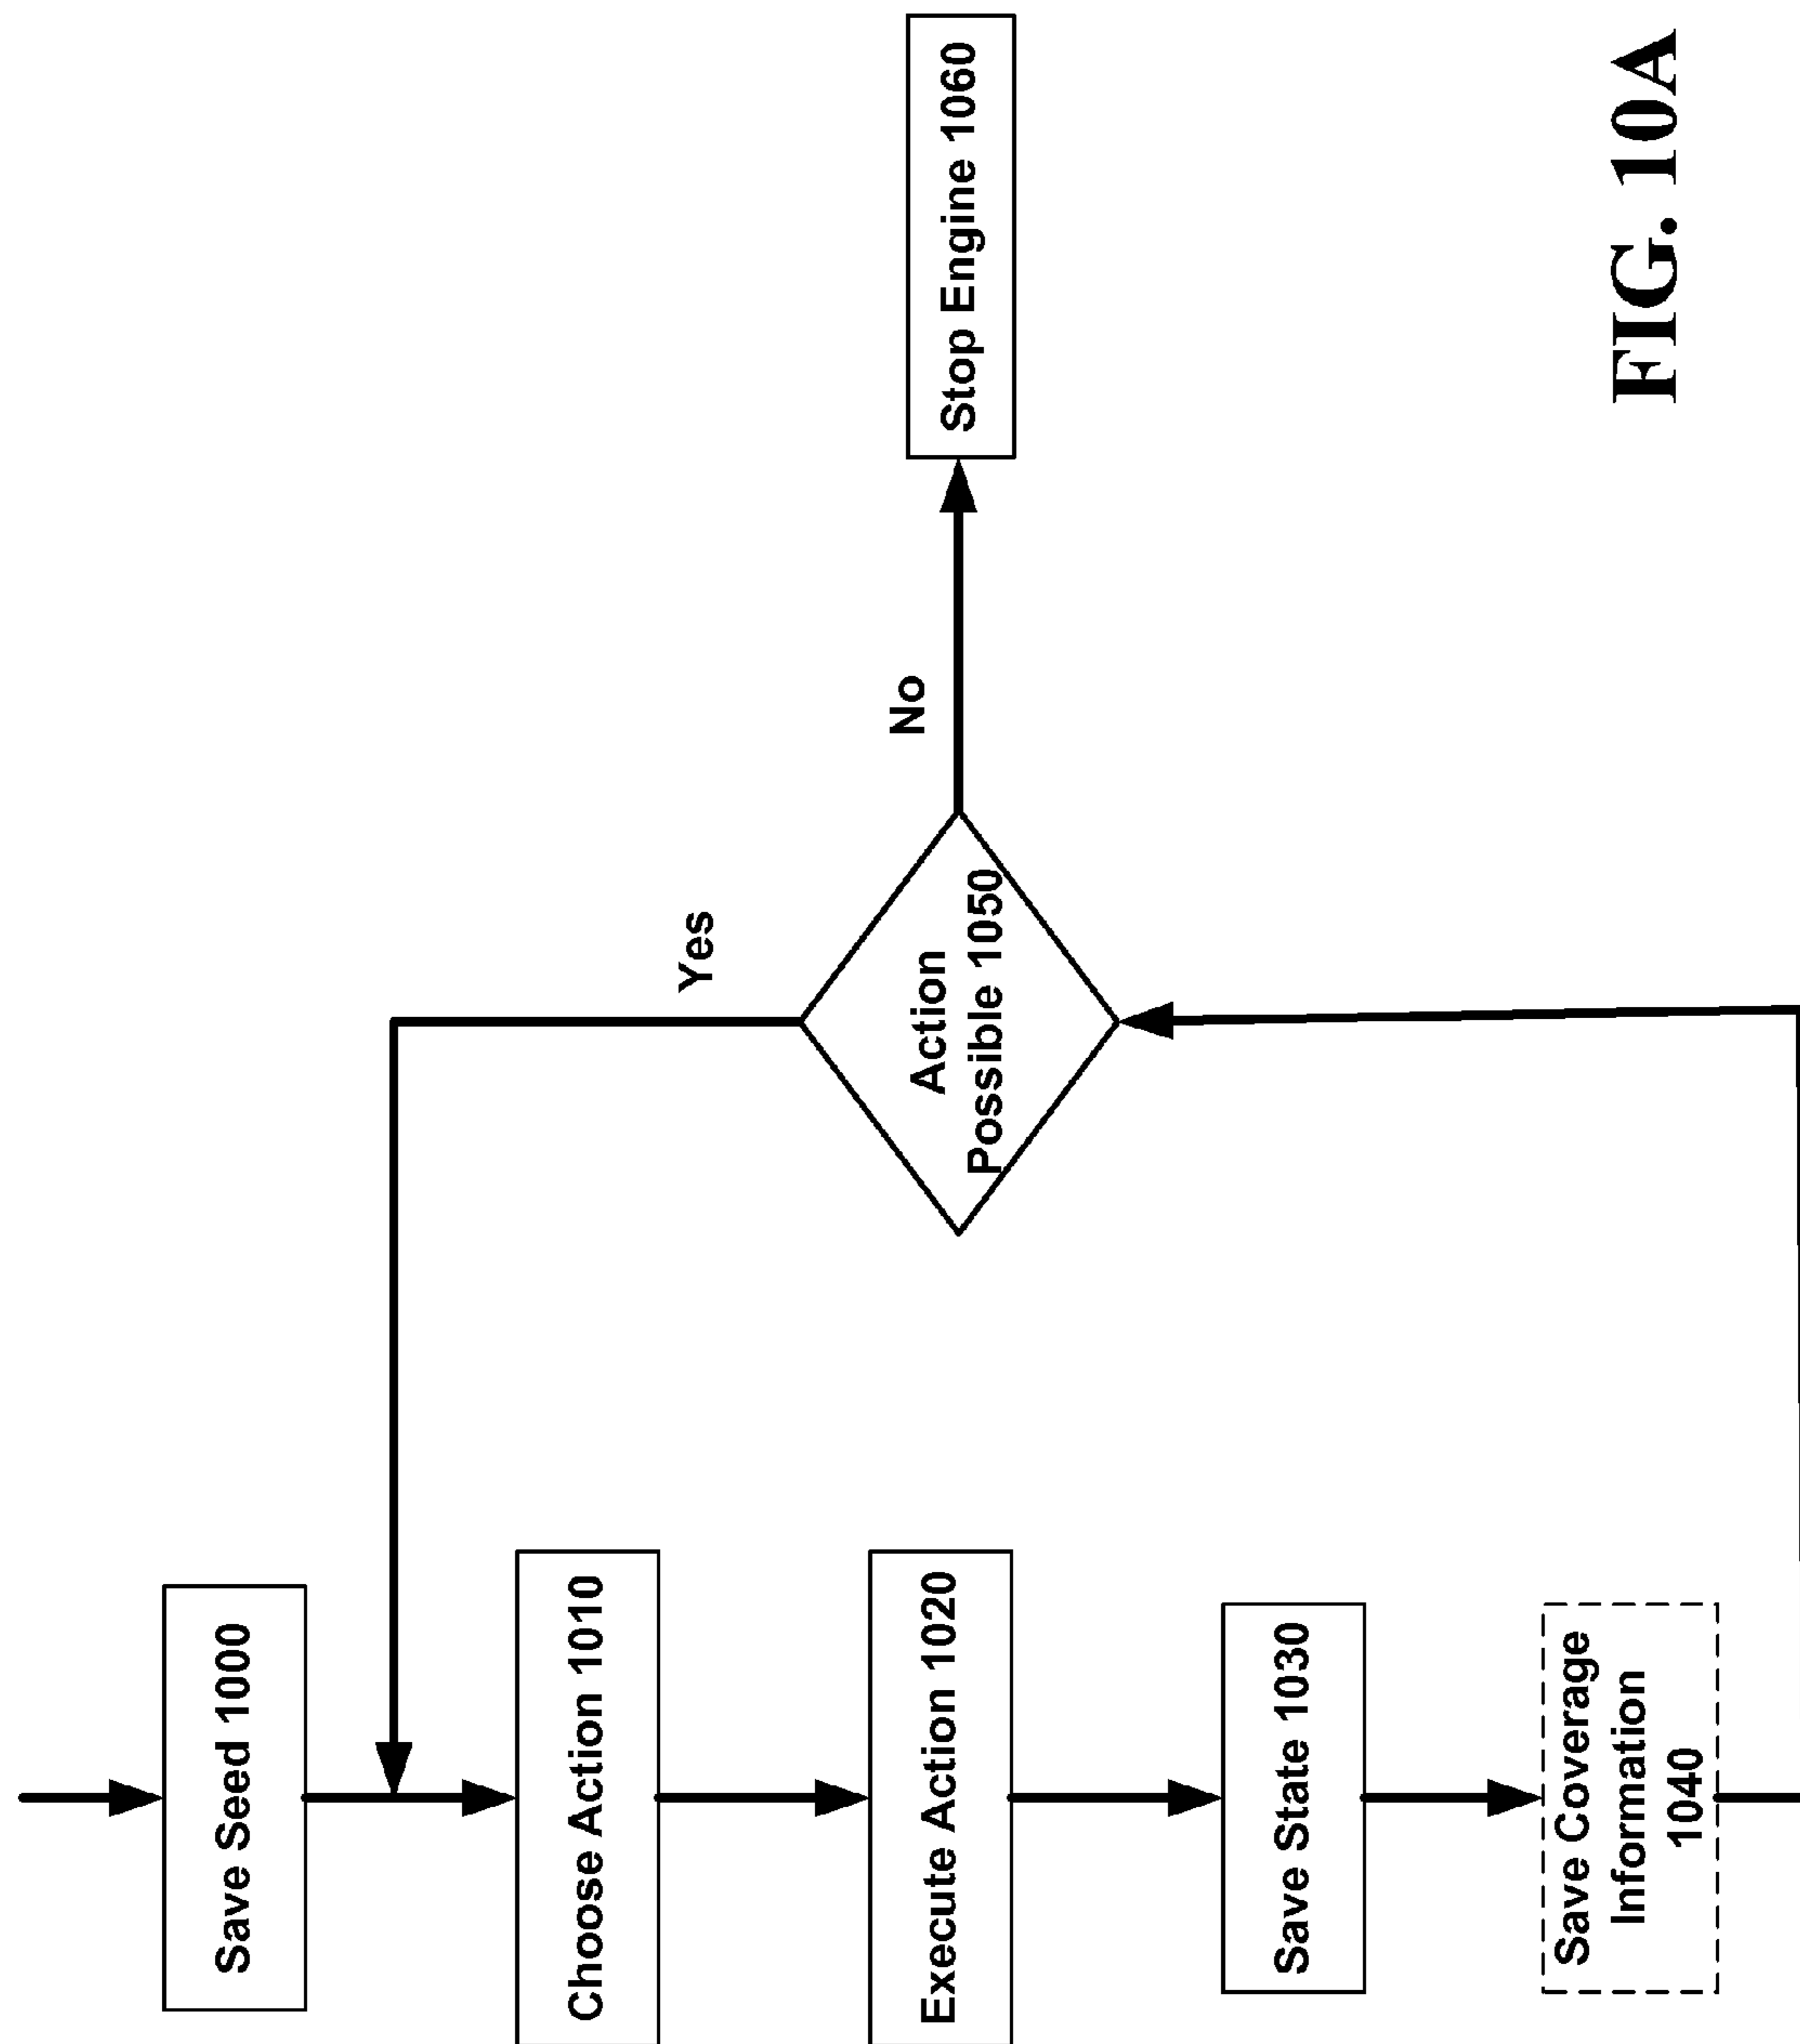 Save Seed 1000
Choose Action 1010
Execute Action 1020
Save State 1030
Save Coverage
Information
1040
Action
Possible 1050
Yes
No
Stop Engine 1060
FIG. 10A